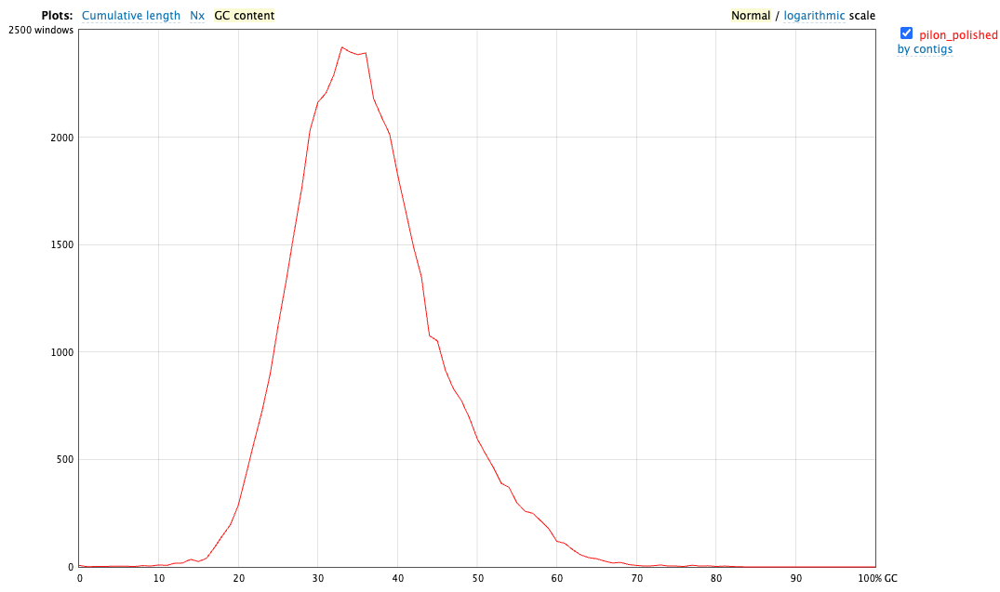 Plots: Cumulative length Nx GC content Normal / logarithmic scale
2500 windows
pilon_polished
by contigs
2000
1500
1000
500
0
0 10 20 30 40 50 60 70 80 90 100% GC